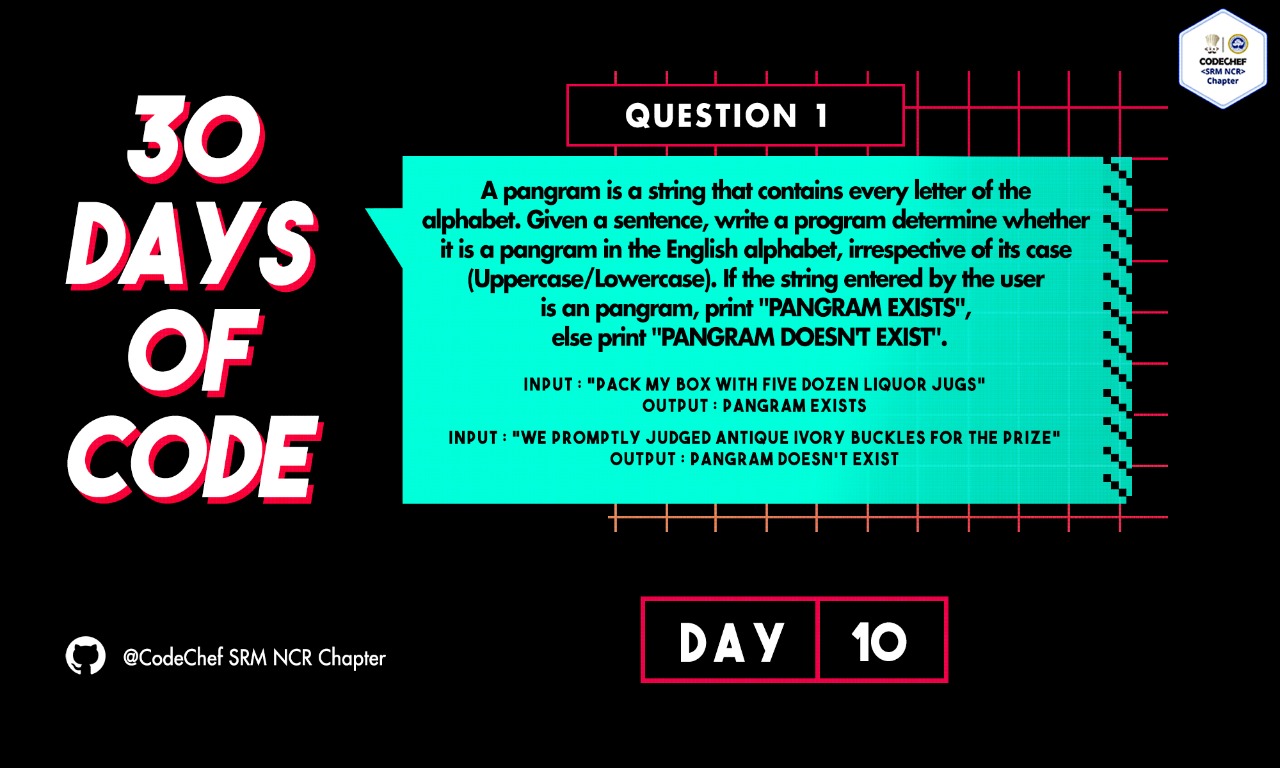 CODECHEF
<SRM NCR>
Chapter
30
DAYS
OF
CODE
QUESTION 1
A pangram is a string that contains every letter of the
alphabet. Given a sentence, write a program determine whether
it is a pangram in the English alphabet, irrespective of its case
(Uppercase/Lowercase). If the string entered by the user
is an pangram, print "PANGRAM EXISTS",
else print "PANGRAM DOESN'T EXIST".
INPUT : "PACK MY BOX WITH FIVE DOZEN LIQUOR JUGS"
OUTPUT : PANGRAM EXISTS
INPUT : "WE PROMPTLY JUDGED ANTIQUE IVORY BUCKLES FOR THE PRIZE"
OUTPUT : PANGRAM DOESN'T EXIST
DAY 10
@CodeChef SRM NCR Chapter